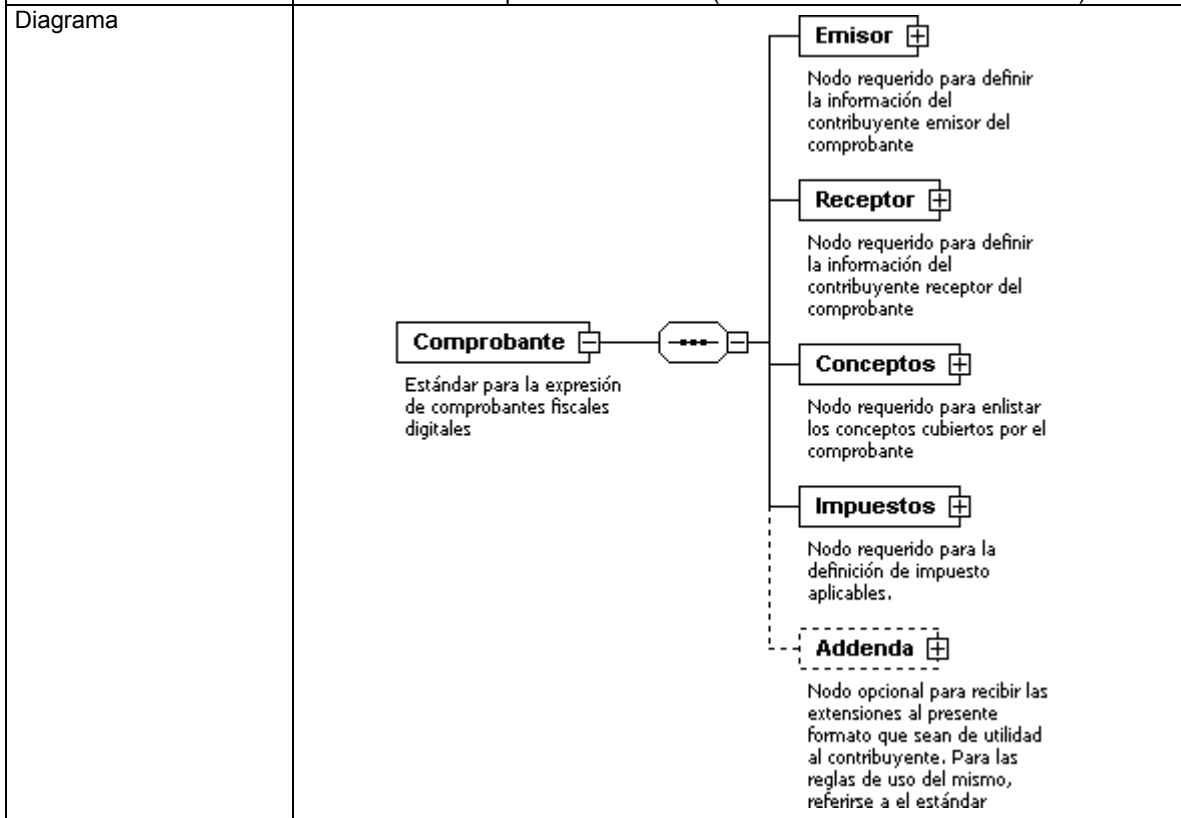 Diagrama
Emisor
Nodo requerido para definir
la información del
contribuyente emisor del
comprobante
Receptor
Nodo requerido para definir
la información del
contribuyente receptor del
comprobante
Comprobante
Estándar para la expresión
de comprobantes fiscales
digitales
Conceptos
Nodo requerido para enlistar
los conceptos cubiertos por el
comprobante
Impuestos
Nodo requerido para la
definición de impuesto
aplicables.
Addenda
Nodo opcional para recibir las
extensiones al presente
formato que sean de utilidad
al contribuyente. Para las
reglas de uso del mismo,
referirse a el estándar